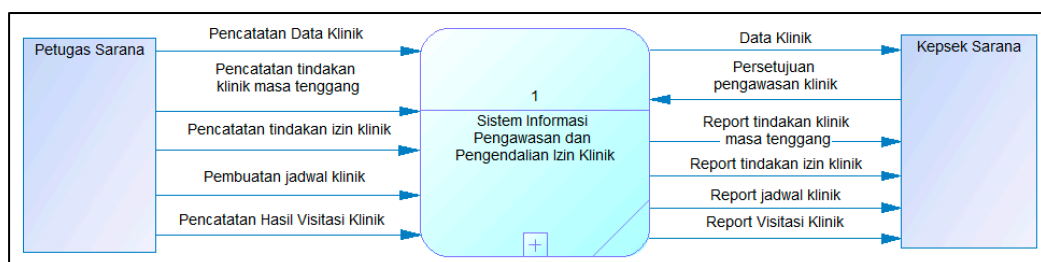 Petugas Sarana
Pencatatan Data Klinik
Pencatatan tindakan
klinik masa tenggang
Pencatatan tindakan izin klinik
Pembuatan jadwal klinik
Pencatatan Hasil Visitasi Klinik
1
Sistem Informasi
Pengawasan dan
Pengendalian Izin Klinik
Data Klinik
Persetujuan
pengawasan klinik
Report tindakan klinik
masa tenggang
Report tindakan izin klinik
Report jadwal klinik
Report Visitasi Klinik
Kepsek Sarana